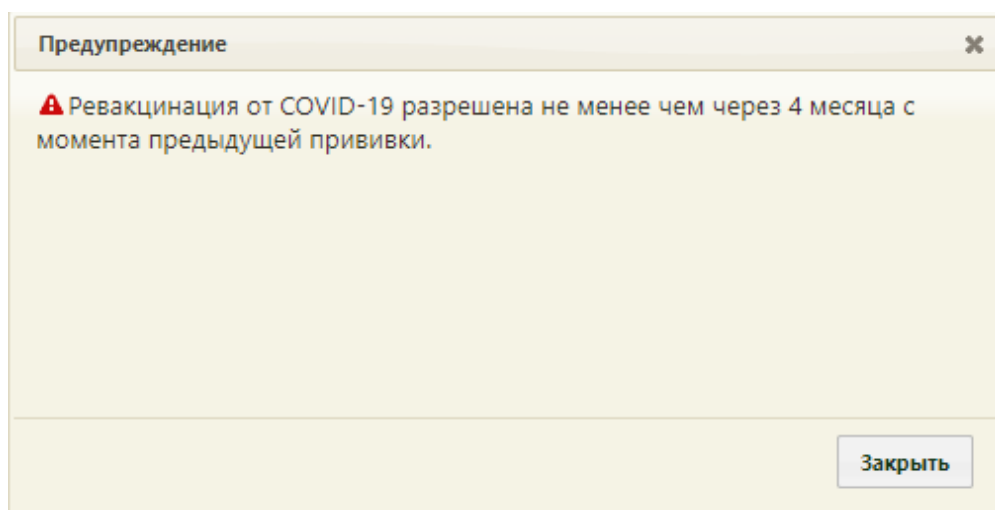 Предупреждение
Ревакцинация от COVID-19 разрешена не менее чем через 4 месяца с
момента предыдущей прививки.
Закрыть